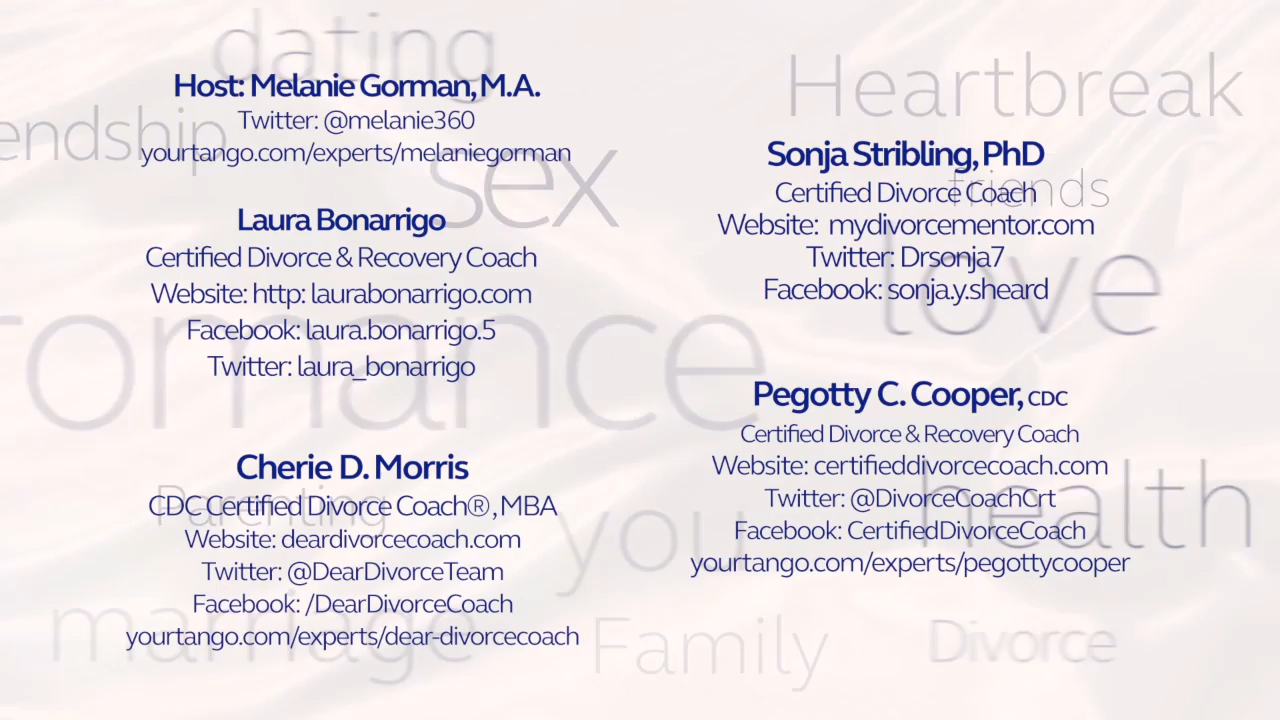 Host: Melanie Gorman, M.A.
Twitter: @melanie360
yourtango.com/experts/melaniegorman
Laura Bonarrigo
Certified Divorce & Recovery Coach
Website: http: laurabonarrigo.com
Facebook: laura.bonarrigo.5
Twitter: laura_bonarrigo
Cherie D. Morris
CDC Certified Divorce Coach®, MBA
Website: deardivorcecoach.com
Twitter: @DearDivorceTeam
Facebook: /DearDivorceCoach
yourtango.com/experts/dear-divorcecoach
Sonja Stribling, PhD
Certified Divorce Coach
Website: mydivorcementor.com
Twitter: Drsonja7
Facebook: sonja.y.sheard
Pegotty C. Cooper, CDC
Certified Divorce & Recovery Coach
Website: certifieddivorcecoach.com
Twitter: @DivorceCoachCrt
Facebook: CertifiedDivorceCoach
yourtango.com/experts/pegottycooper
dating
Heartbreak
endship
sex
friends
love
omance
Parenting
you
health
marriage
Family
Divorce